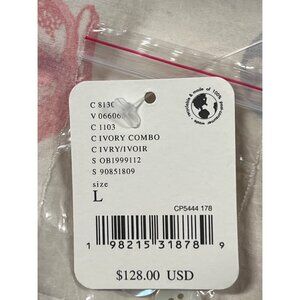 C 8130
V 06606
C 1103
C IVORY COMBO
C IVRY/IVOIR
S OB1999112
S 90851809
size
L
CP5444 178
1 98215 31878 9
$128.00 USD